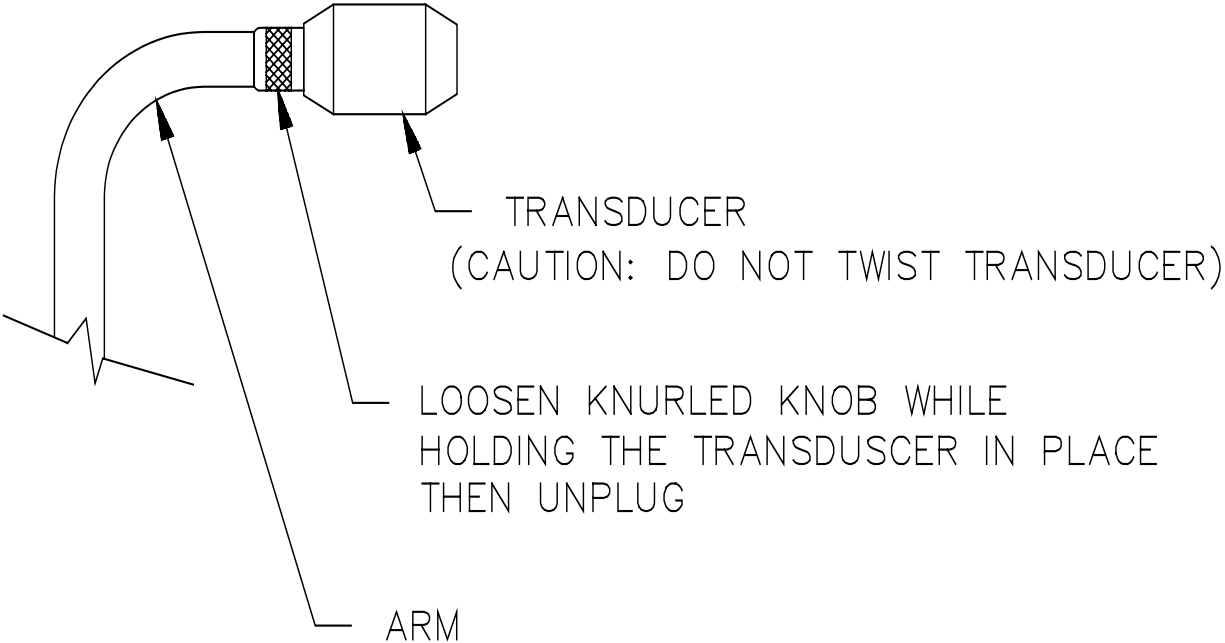 TRANSDUCER
(CAUTION: DO NOT TWIST TRANSDUCER)
LOOSEN KNURLED KNOB WHILE
HOLDING THE TRANSDUSCER IN PLACE
THEN UNPLUG
ARM